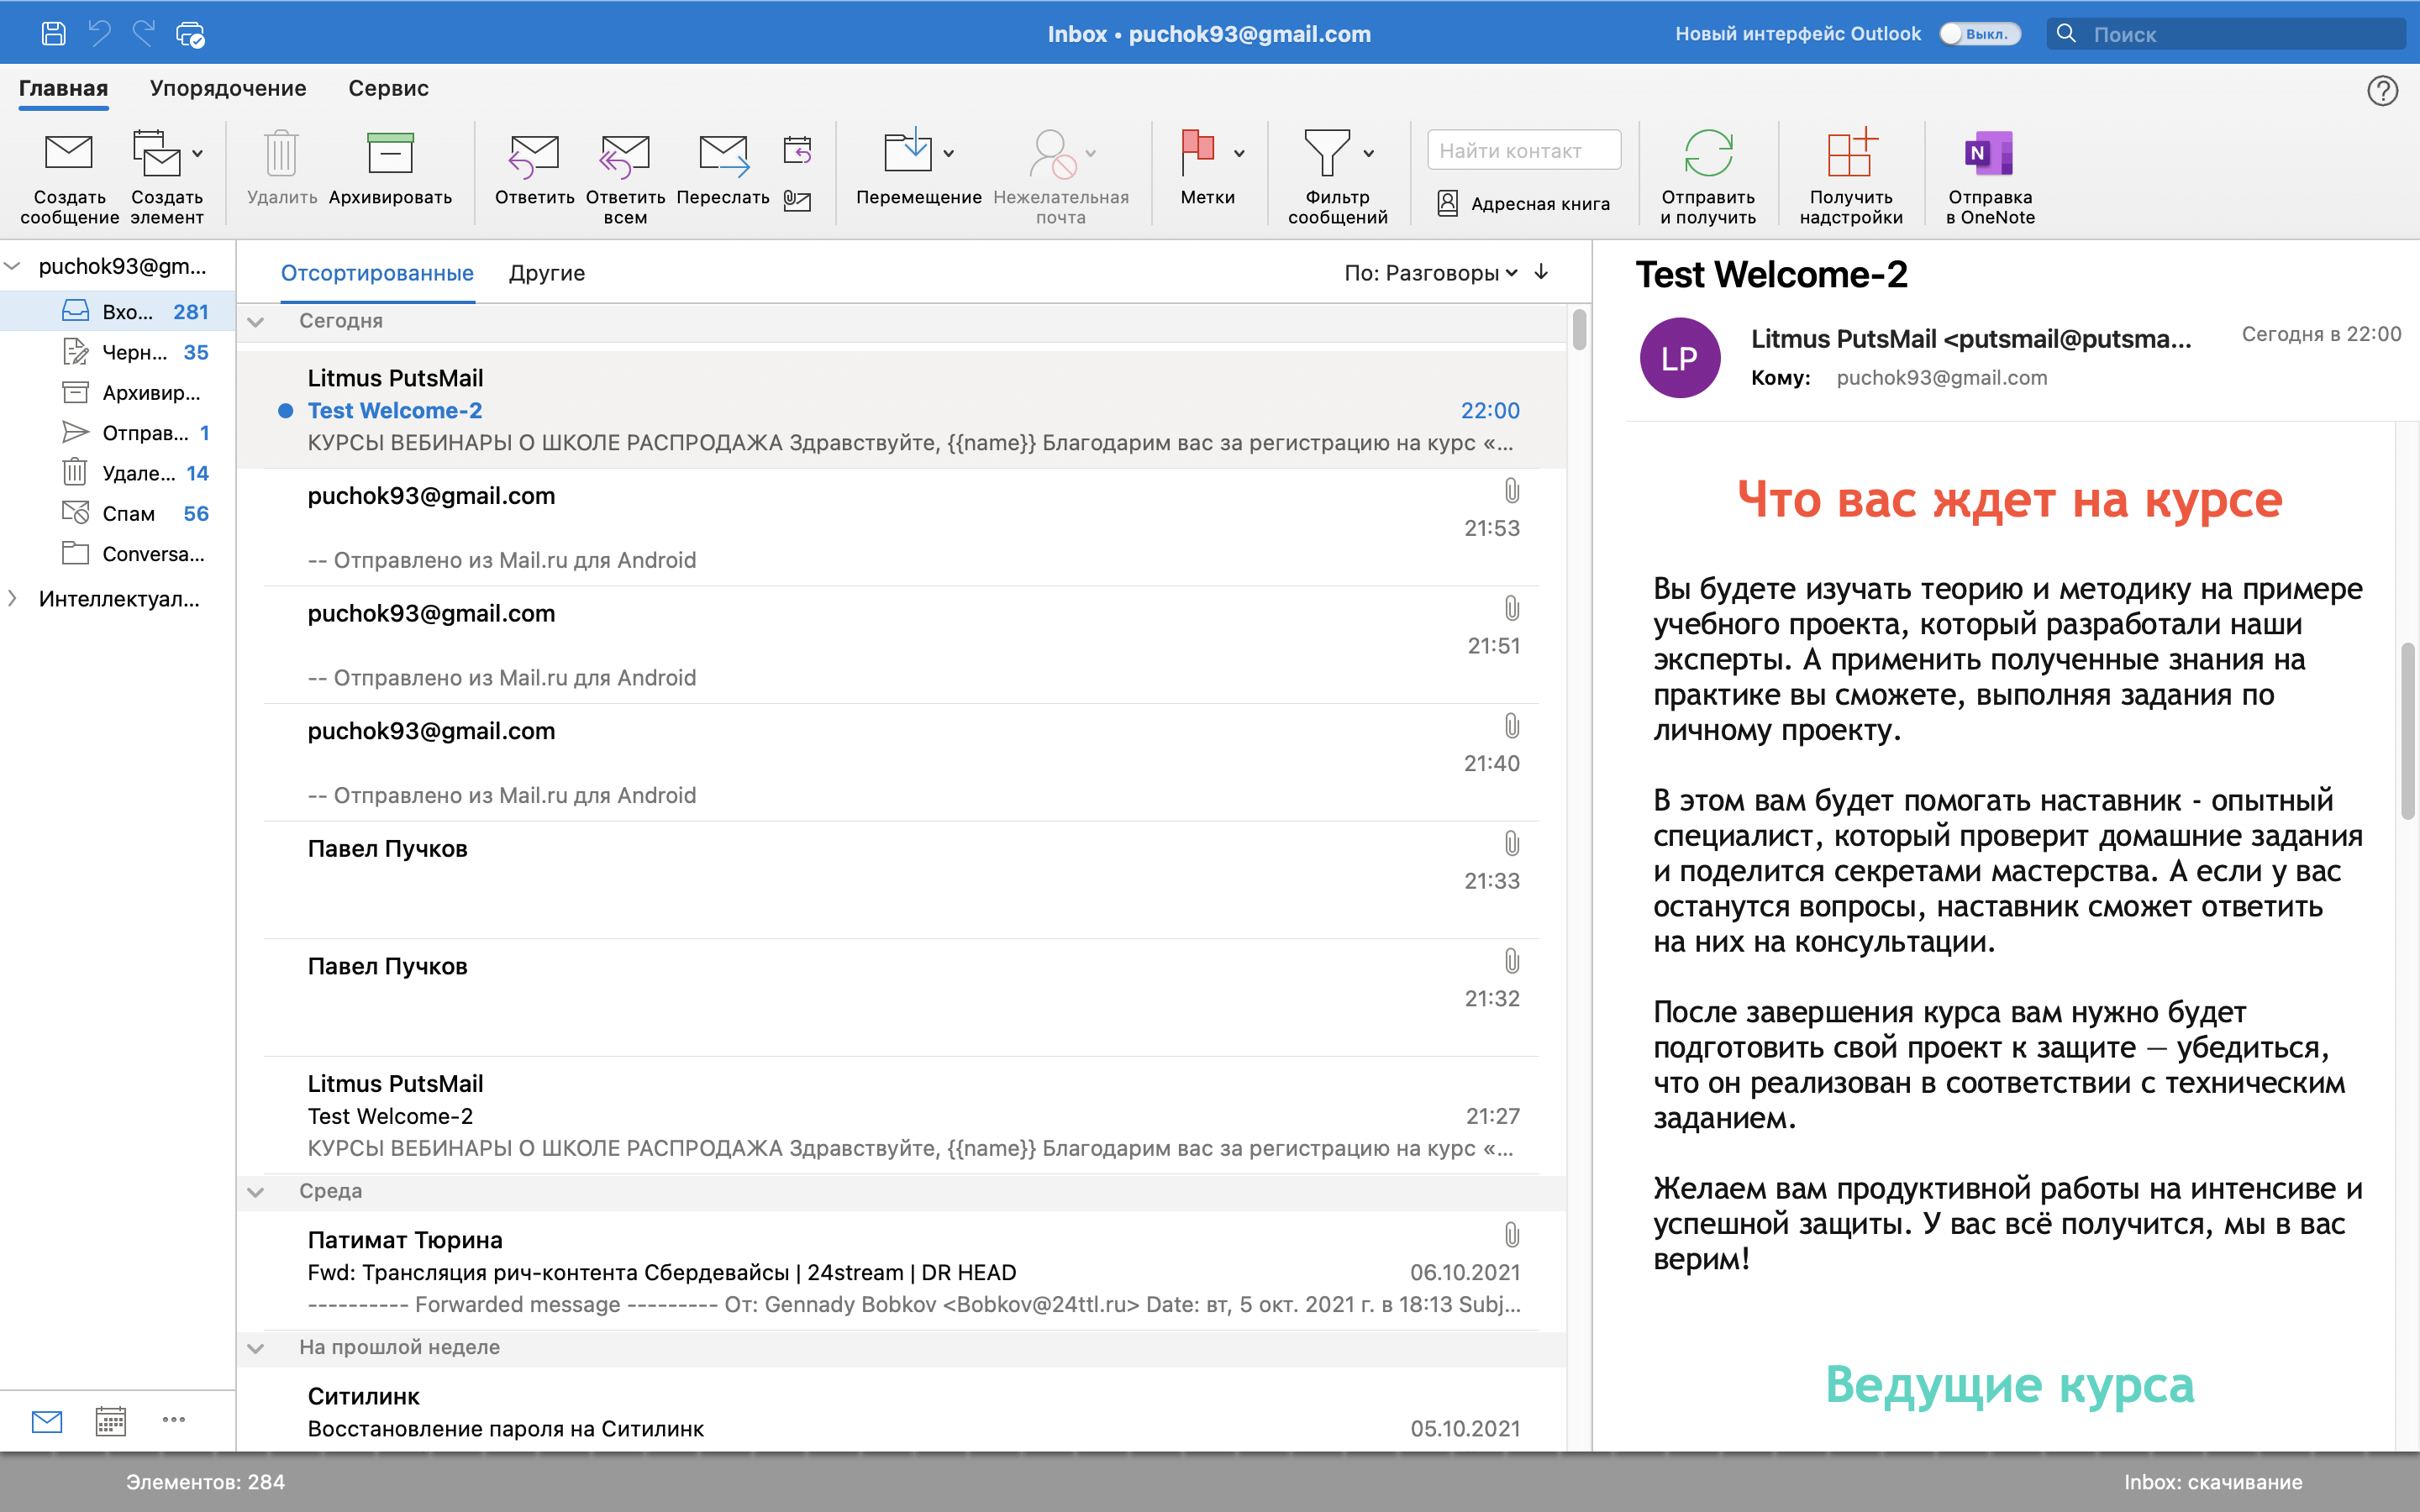 Inbox • puchok93@gmail.com
Новый интерфейс Outlook
Выкл.
Поиск
Главная
Упорядочение
Сервис
Создать сообщение
Создать элемент
Удалить
Архивировать
Ответить
Ответить всем
Переслать
Перемещение
Нежелательная почта
Метки
Фильтр сообщений
Найти контакт
Адресная книга
Отправить и получить
Получить надстройки
N
Отправка в OneNote
puchok93@gm...
Вхо... 281
Черн... 35
Архивир...
Отправ... 1
Удале... 14
Спам 56
Conversa...
Интеллектуал...
Отсортированные
Другие
По: Разговоры
Сегодня
Litmus PutsMail
Test Welcome-2 22:00
КУРСЫ ВЕБИНАРЫ О ШКОЛЕ РАСПРОДАЖА Здравствуйте, {{name}} Благодарим вас за регистрацию на курс «...
puchok93@gmail.com
21:53
-- Отправлено из Mail.ru для Android
puchok93@gmail.com
21:51
-- Отправлено из Mail.ru для Android
puchok93@gmail.com
21:40
-- Отправлено из Mail.ru для Android
Павел Пучков
21:33
Павел Пучков
21:32
Litmus PutsMail
Test Welcome-2 21:27
КУРСЫ ВЕБИНАРЫ О ШКОЛЕ РАСПРОДАЖА Здравствуйте, {{name}} Благодарим вас за регистрацию на курс «...
Среда
Патимат Тюрина
Fwd: Трансляция рич-контента Сбердевайсы | 24stream | DR HEAD 06.10.2021
---------- Forwarded message --------- От: Gennady Bobkov <Bobkov@24ttl.ru> Date: вт, 5 окт. 2021 г. в 18:13 Subj...
На прошлой неделе
Ситилинк
Восстановление пароля на Ситилинк 05.10.2021
Test Welcome-2
LP
Litmus PutsMail <putsmail@putsma...
Сегодня в 22:00
Кому: puchok93@gmail.com
Что вас ждет на курсе
Вы будете изучать теорию и методику на примере
учебного проекта, который разработали наши
эксперты. А применить полученные знания на
практике вы сможете, выполняя задания по
личному проекту.
В этом вам будет помогать наставник - опытный
специалист, который проверит домашние задания
и поделится секретами мастерства. А если у вас
останутся вопросы, наставник сможет ответить
на них на консультации.
После завершения курса вам нужно будет
подготовить свой проект к защите — убедиться,
что он реализован в соответствии с техническим
заданием.
Желаем вам продуктивной работы на интенсиве и
успешной защиты. У вас всё получится, мы в вас
верим!
Ведущие курса
Элементов: 284
Inbox: скачивание